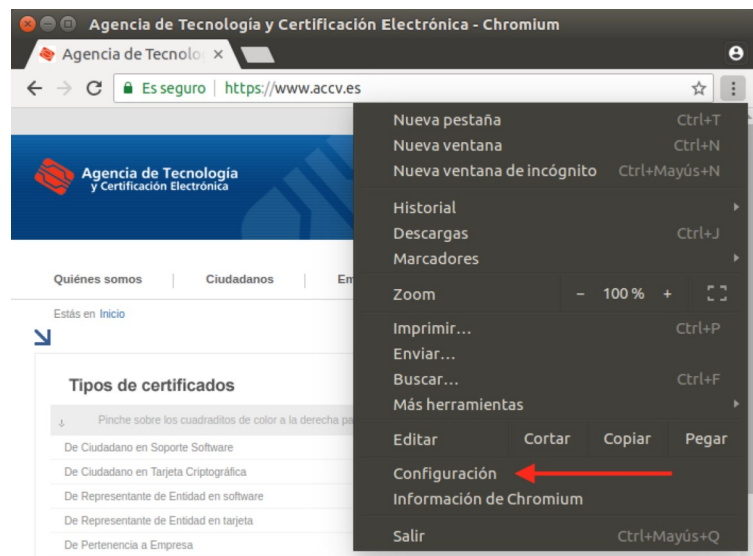 Agencia de Tecnología y Certificación Electrónica - Chromium
Agencia de Tecnolo
Es seguro https://www.accv.es
Nueva pestaña Ctrl+T
Nueva ventana Ctrl+N
Nueva ventana de incógnito Ctrl+Mayús+N
Historial
Descargas Ctrl+J
Marcadores
Zoom - 100 % +
Imprimir... Ctrl+P
Enviar...
Buscar... Ctrl+F
Más herramientas
Editar Cortar Copiar Pegar
Configuración
Información de Chromium
Salir Ctrl+Mayús+Q
Agencia de Tecnología
y Certificación Electrónica
Quiénes somos Ciudadanos Em
Estás en Inicio
Tipos de certificados
Pinche sobre los cuadraditos de color a la derecha pa
De Ciudadano en Soporte Software
De Ciudadano en Tarjeta Criptográfica
De Representante de Entidad en software
De Representante de Entidad en tarjeta
De Pertenencia a Empresa